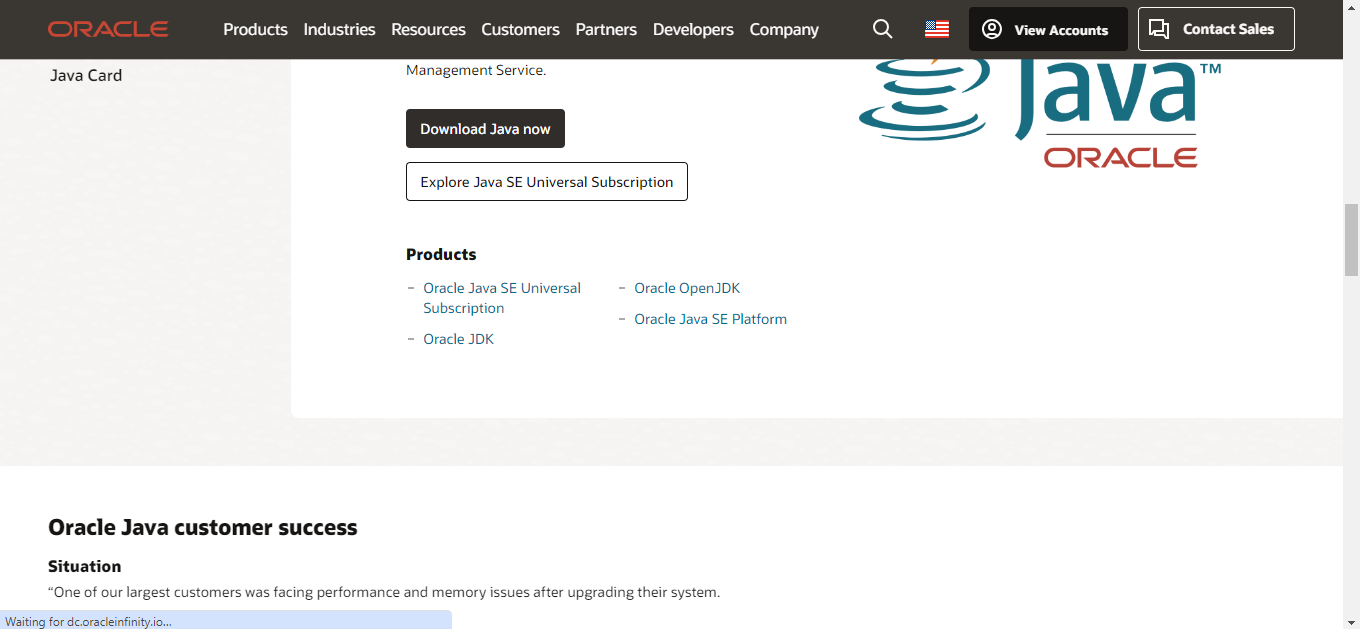 ORACLE
Products Industries Resources Customers Partners Developers Company
View Accounts
Contact Sales
Java Card
Management Service.
Download Java now
Explore Java SE Universal Subscription
Java™
ORACLE
Products
– Oracle Java SE Universal
Subscription
– Oracle JDK
– Oracle OpenJDK
– Oracle Java SE Platform
Oracle Java customer success
Situation
“One of our largest customers was facing performance and memory issues after upgrading their system.
Waiting for dc.oracleinfinity.io...